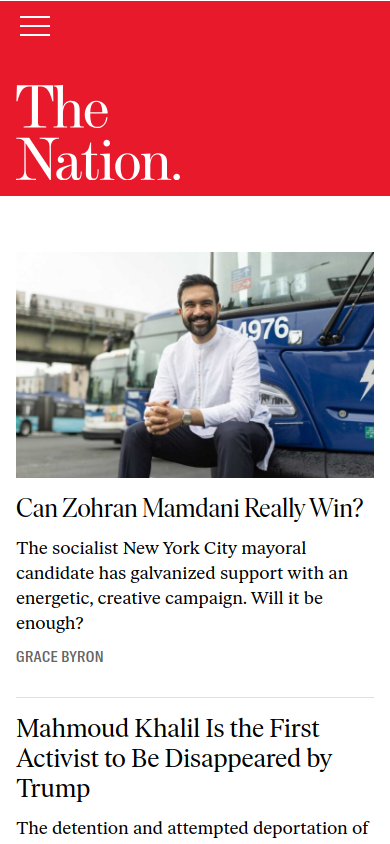 The
Nation.
4976
Can Zohran Mamdani Really Win?
The socialist New York City mayoral
candidate has galvanized support with an
energetic, creative campaign. Will it be
enough?
GRACE BYRON
Mahmoud Khalil Is the First
Activist to Be Disappeared by
Trump
The detention and attempted deportation of